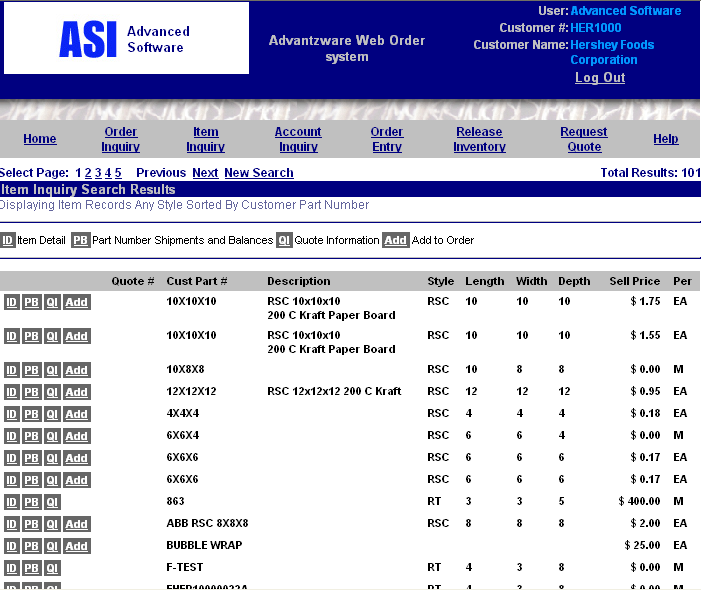 ASI Advanced Software
Advantzware Web Order system
User: Advanced Software
Customer #: HER1000
Customer Name: Hershey Foods Corporation
Log Out
Home Order Inquiry Item Inquiry Account Inquiry Order Entry Release Inventory Request Quote Help
Select Page: 1 2 3 4 5 Previous Next New Search Total Results: 101
Item Inquiry Search Results
Displaying Item Records Any Style Sorted By Customer Part Number
ID Item Detail PB Part Number Shipments and Balances QI Quote Information Add Add to Order
Quote # Cust Part # Description Style Length Width Depth Sell Price Per
ID PB QI Add 10X10X10 RSC 10x10x10 RSC 10 10 10 $ 1.75 EA
200 C Kraft Paper Board
ID PB QI Add 10X10X10 RSC 10x10x10 RSC 10 10 10 $ 1.55 EA
200 C Kraft Paper Board
ID PB QI Add 10X8X8 RSC 10 8 8 $ 0.00 M
ID PB QI Add 12X12X12 RSC 12x12x12 200 C Kraft RSC 12 12 12 $ 0.95 EA
ID PB QI Add 4X4X4 RSC 4 4 4 $ 0.18 EA
ID PB QI Add 6X6X4 RSC 6 6 4 $ 0.00 M
ID PB QI Add 6X6X6 RSC 6 6 6 $ 0.17 EA
ID PB QI Add 6X6X6 RSC 6 6 6 $ 0.17 EA
ID PB QI 863 RT 3 3 5 $ 400.00 M
ID PB QI Add ABB RSC 8X8X8 RSC 8 8 8 $ 2.00 EA
ID PB QI Add BUBBLE WRAP $ 25.00 EA
ID PB QI F-TEST RT 4 3 8 $ 0.00 M